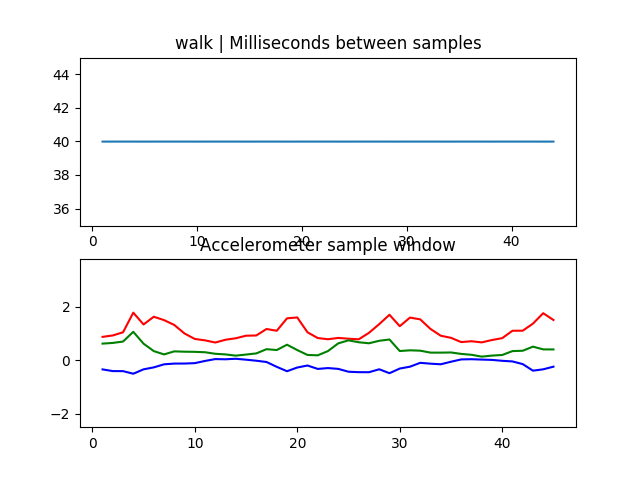 walk | Milliseconds between samples
44
42
40
38
36
0 10 20 30 40
Accelerometer sample window
2
0
−2
0 10 20 30 40